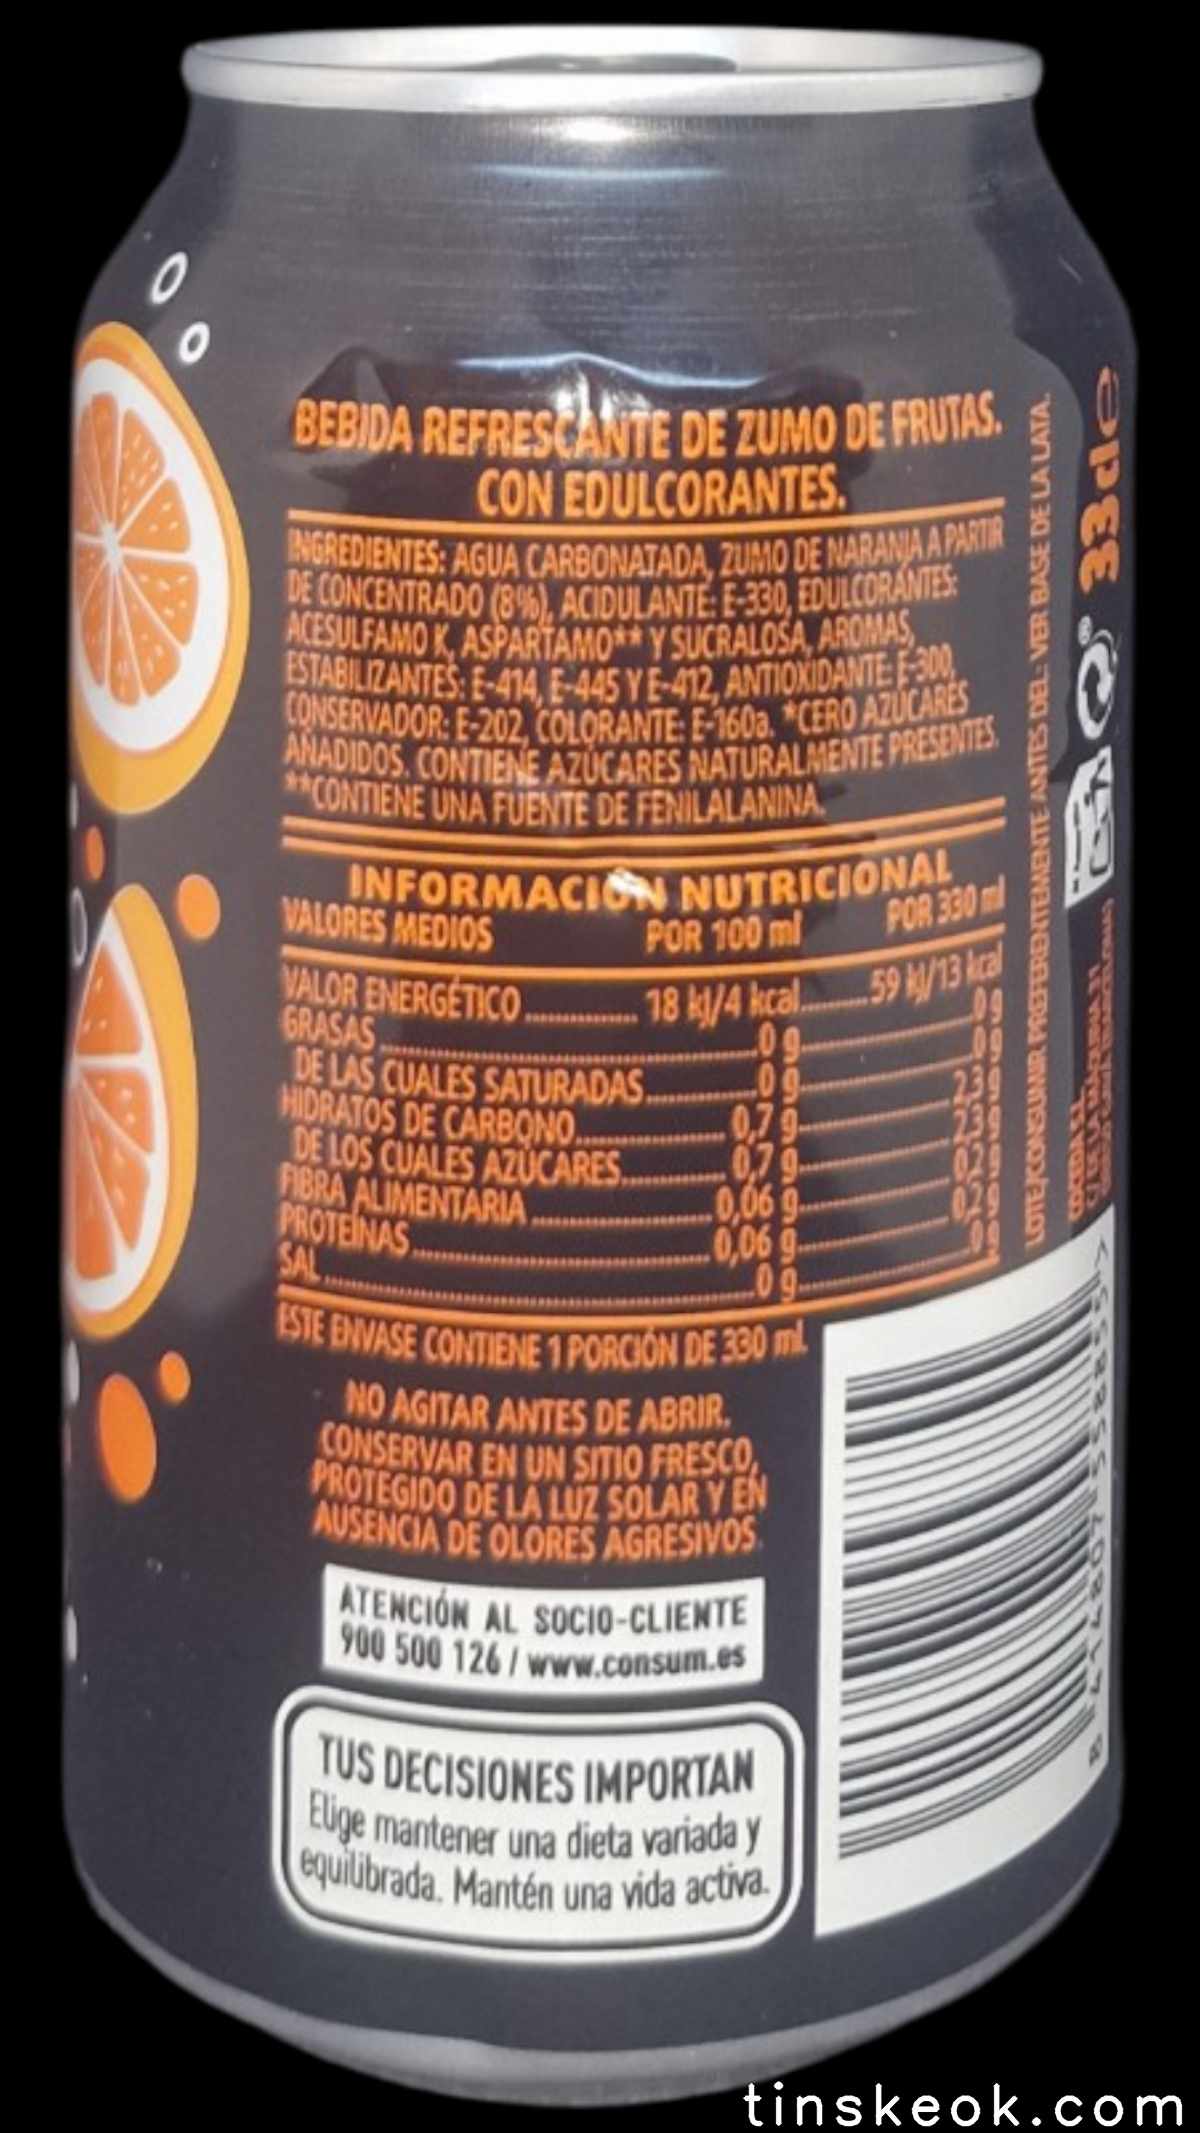 BEBIDA REFRESCANTE DE ZUMO DE FRUTAS.
CON EDULCORANTES.
INGREDIENTES: AGUA CARBONATADA, ZUMO DE NARANJA A PARTIR
DE CONCENTRADO (8%), ACIDULANTE: E-330, EDULCORANTES:
ACESULFAMO K, ASPARTAMO** Y SUCRALOSA, AROMAS,
ESTABILIZANTES: E-414, E-445 Y E-412, ANTIOXIDANTE: E-300,
CONSERVADOR: E-202, COLORANTE: E-160a. *CERO AZÚCARES
AÑADIDOS. CONTIENE AZÚCARES NATURALMENTE PRESENTES.
**CONTIENE UNA FUENTE DE FENILALANINA.
INFORMACIÓN NUTRICIONAL
VALORES MEDIOS POR 100 ml POR 330 ml
VALOR ENERGÉTICO 18 kJ/4 kcal 59 kJ/13 kcal
GRASAS 0 g 0 g
DE LAS CUALES SATURADAS 0 g 0 g
HIDRATOS DE CARBONO 0,7 g 2,3 g
DE LOS CUALES AZÚCARES 0,7 g 2,3 g
FIBRA ALIMENTARIA 0,06 g 0,2 g
PROTEÍNAS 0,06 g 0,2 g
SAL 0 g 0 g
ESTE ENVASE CONTIENE 1 PORCIÓN DE 330 ml.
NO AGITAR ANTES DE ABRIR.
CONSERVAR EN UN SITIO FRESCO,
PROTEGIDO DE LA LUZ SOLAR Y EN
AUSENCIA DE OLORES AGRESIVOS.
ATENCIÓN AL SOCIO-CLIENTE
900 500 126 / www.consum.es
TUS DECISIONES IMPORTAN
Elige mantener una dieta variada y
equilibrada. Mantén una vida activa.
LOTE/CONSUMIR PREFERENTEMENTE ANTES DEL: VER BASE DE LA LATA.
33cl e
8 414807 558855 >
tinskeok.com